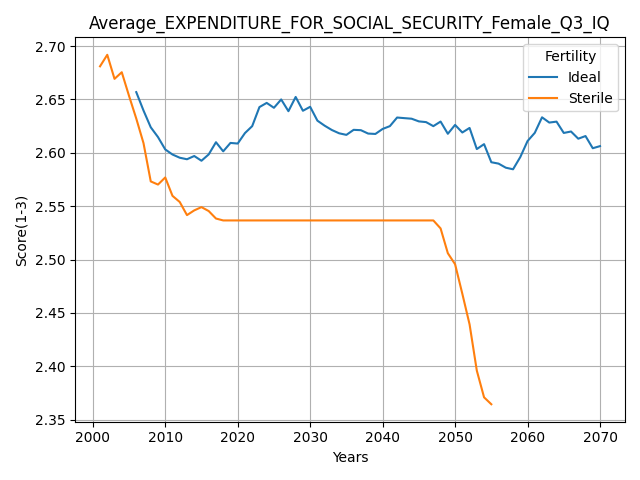 Average_EXPENDITURE_FOR_SOCIAL_SECURITY_Female_Q3_IQ
Fertility
Ideal
Sterile
Score(1-3)
2.70
2.65
2.60
2.55
2.50
2.45
2.40
2.35
2000 2010 2020 2030 2040 2050 2060 2070
Years